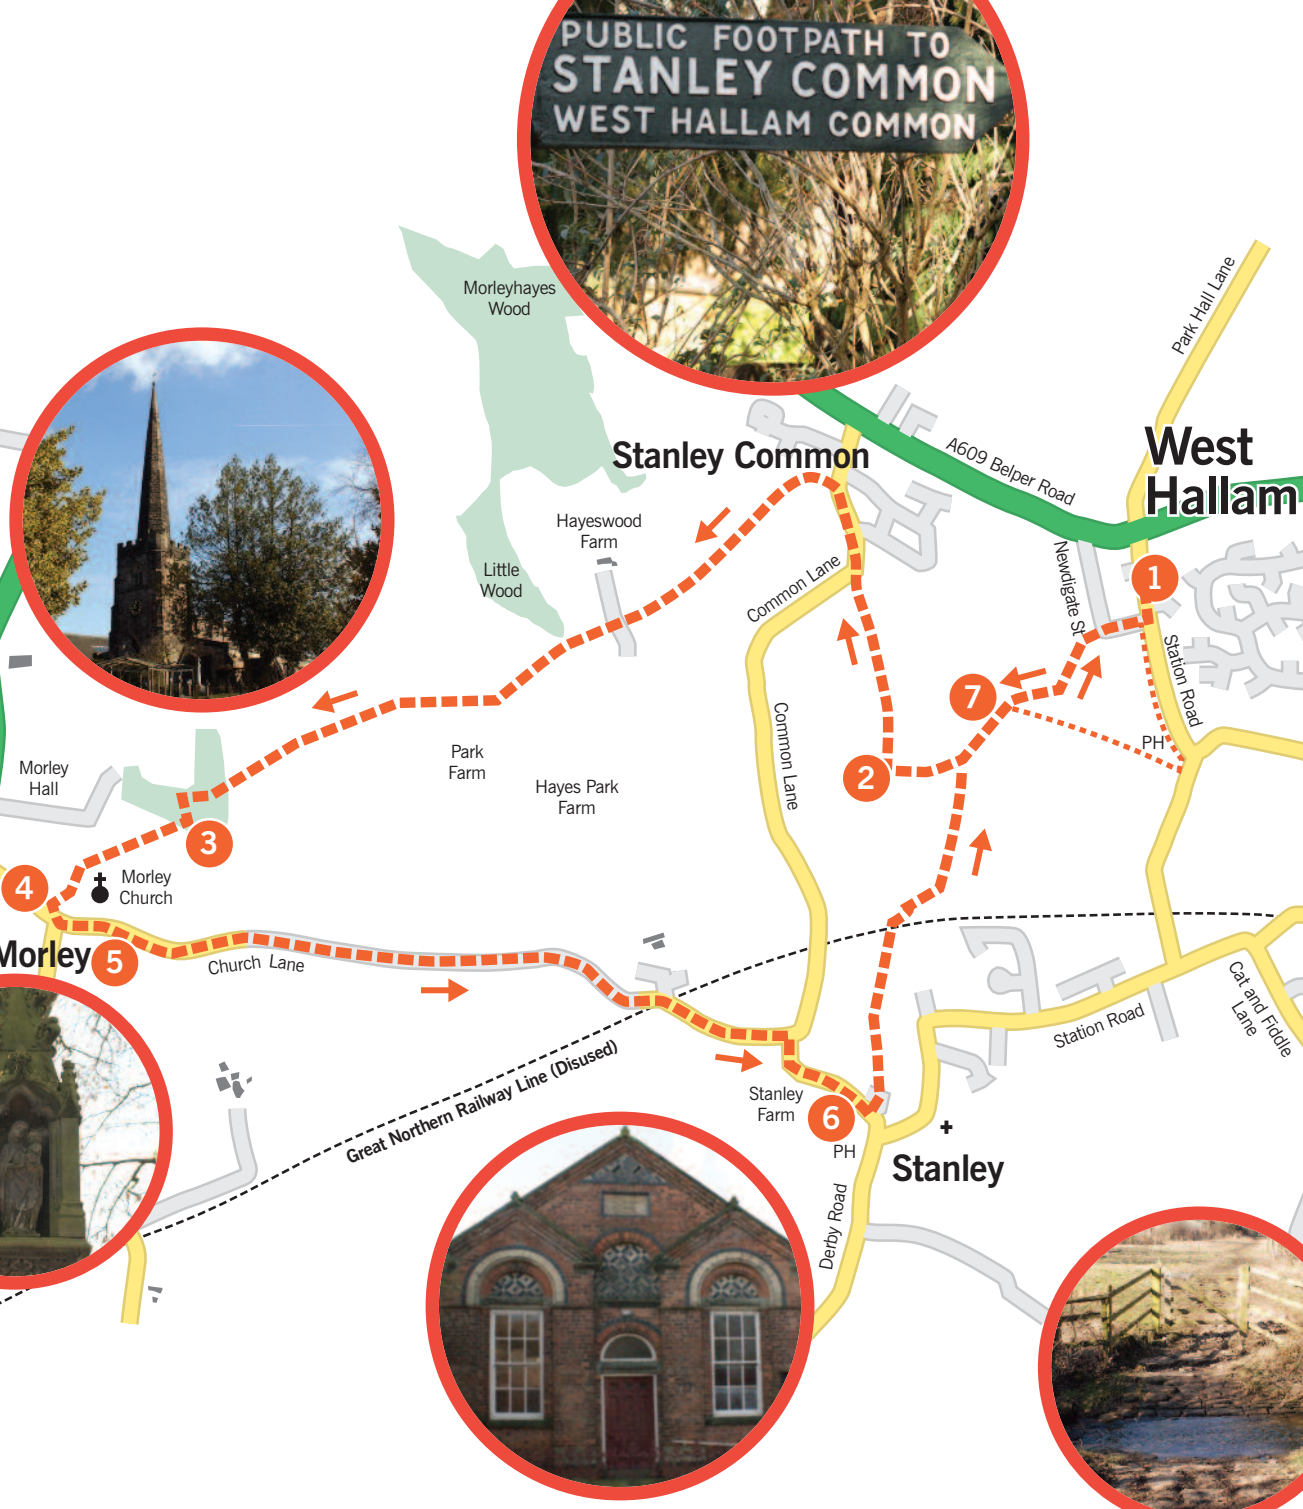 PUBLIC FOOTPATH TO
STANLEY COMMON
WEST HALLAM COMMON
Morleyhayes
Wood
Park Hall Lane
Stanley Common
A609 Belper Road
West
Hallam
Hayeswood
Farm
Little
Wood
Common Lane
Newdigate St
1
Station Road
7
PH
Common Lane
2
Park
Farm
Hayes Park
Farm
Morley
Hall
3
4
Morley
Church
Morley
5
Church Lane
Great Northern Railway Line (Disused)
Station Road
Cat and Fiddle
Lane
Stanley
Farm
6
PH
Stanley
Derby Road